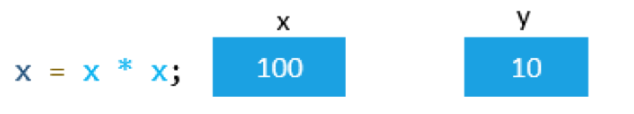 x y
x = x * x; 100 10